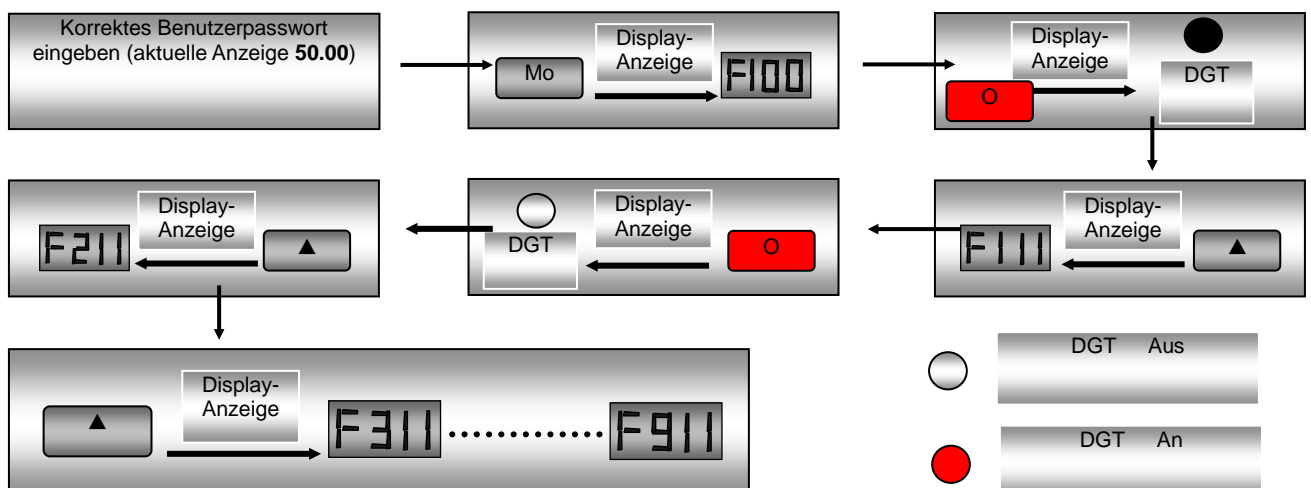 Korrektes Benutzerpasswort
eingeben (aktuelle Anzeige 50.00)
Mo
Display-
Anzeige
F100
O
Display-
Anzeige
DGT
F211
Display-
Anzeige
▲
DGT
Display-
Anzeige
O
F111
Display-
Anzeige
▲
▲
Display-
Anzeige
F311 ............... F911
DGT Aus
DGT An